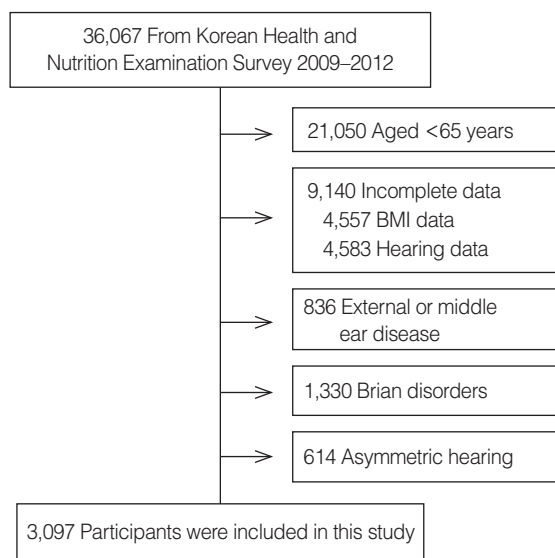 36,067 From Korean Health and
Nutrition Examination Survey 2009–2012
21,050 Aged <65 years
9,140 Incomplete data
4,557 BMI data
4,583 Hearing data
836 External or middle
ear disease
1,330 Brian disorders
614 Asymmetric hearing
3,097 Participants were included in this study